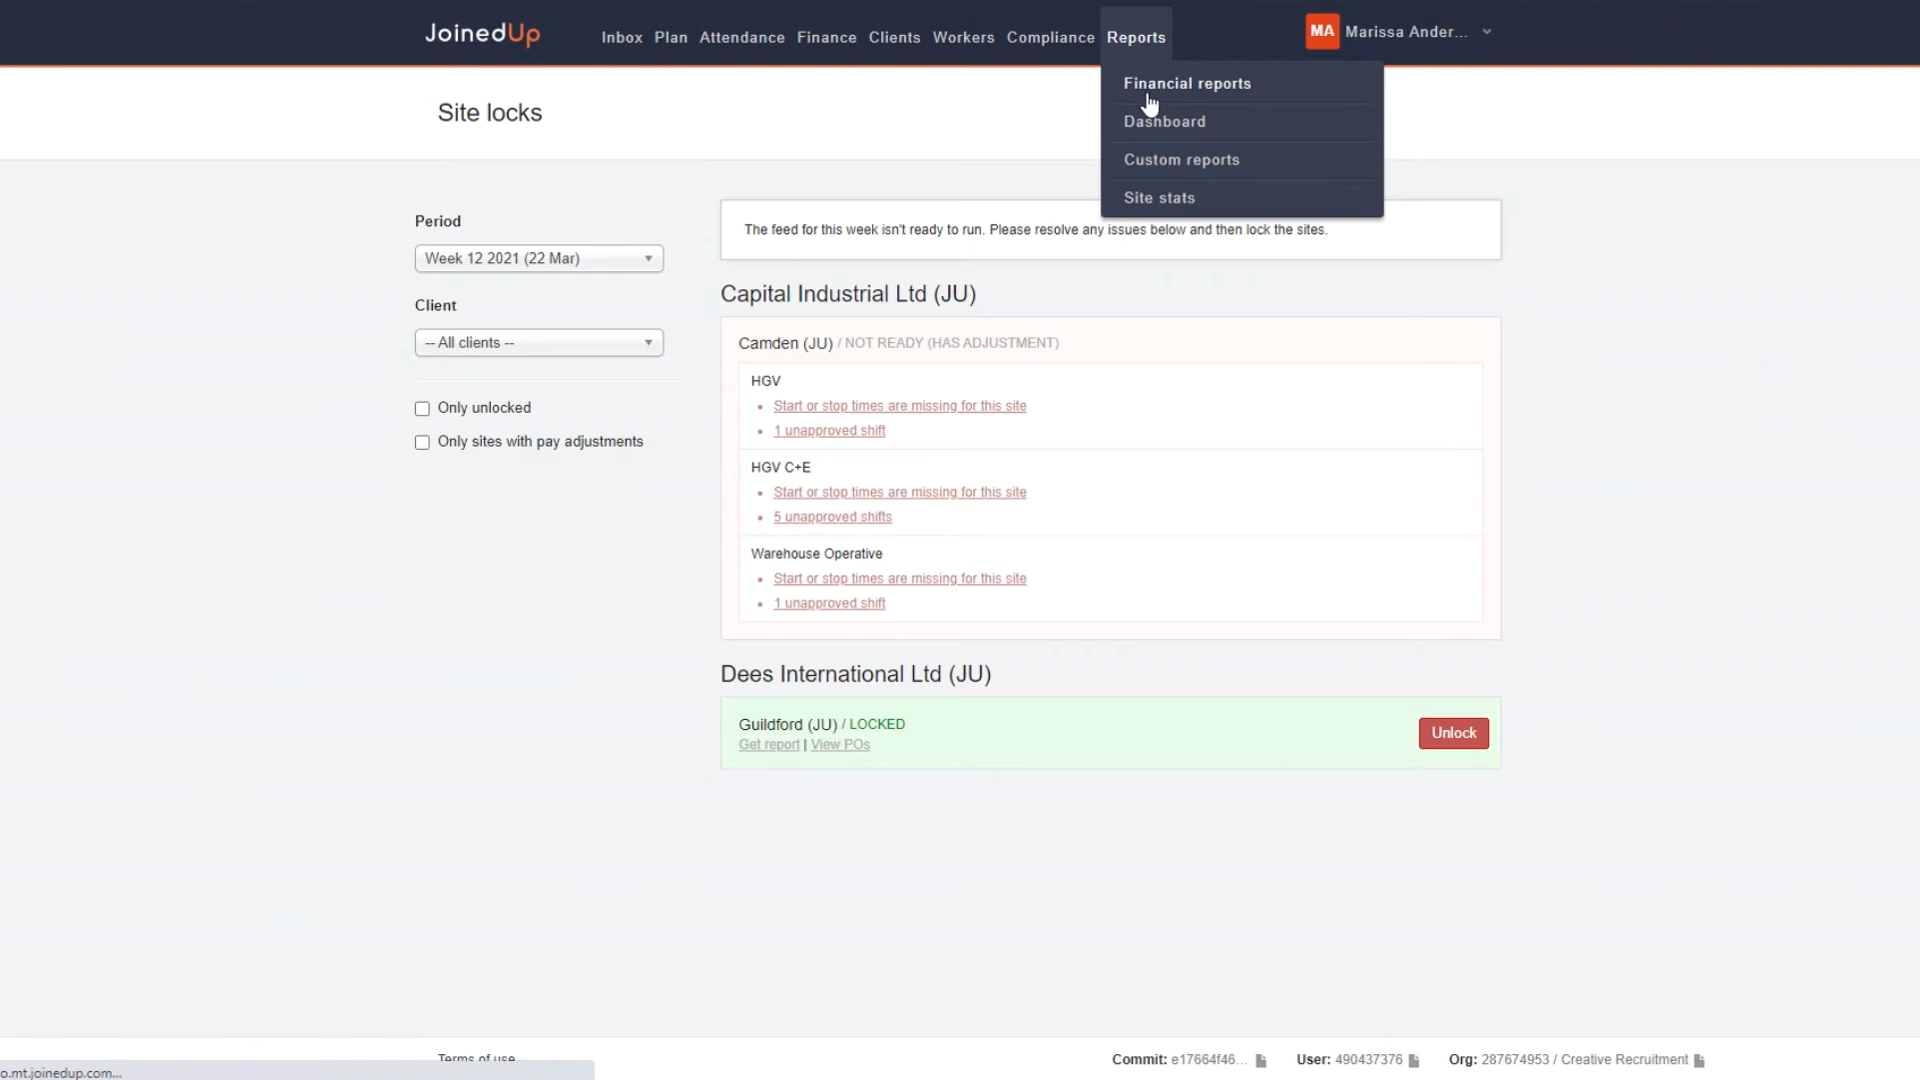 JoinedUp
Inbox Plan Attendance Finance Clients Workers Compliance Reports
MA Marissa Ander...
Financial reports
Dashboard
Custom reports
Site stats
Site locks
Period
Week 12 2021 (22 Mar)
Client
-- All clients --
Only unlocked
Only sites with pay adjustments
The feed for this week isn't ready to run. Please resolve any issues below and then lock the sites.
Capital Industrial Ltd (JU)
Camden (JU) / NOT READY (HAS ADJUSTMENT)
HGV
Start or stop times are missing for this site
1 unapproved shift
HGV C+E
Start or stop times are missing for this site
5 unapproved shifts
Warehouse Operative
Start or stop times are missing for this site
1 unapproved shift
Dees International Ltd (JU)
Guildford (JU) / LOCKED
Get report | View POs
Unlock
Terms of use
Commit: e17664f46... User: 490437376 Org: 287674953 / Creative Recruitment
o.mt.joinedup.com...